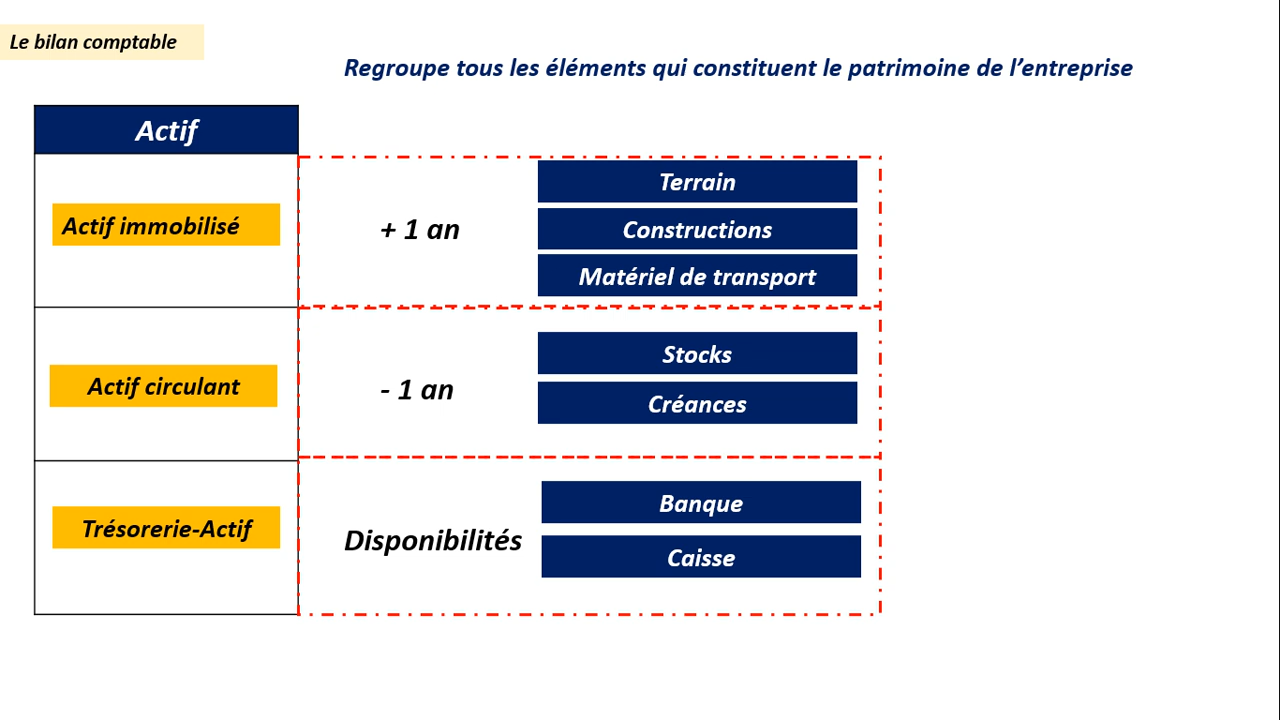 Le bilan comptable
Regroupe tous les éléments qui constituent le patrimoine de l’entreprise
Actif
Actif immobilisé
+ 1 an
Terrain
Constructions
Matériel de transport
Actif circulant
- 1 an
Stocks
Créances
Trésorerie-Actif
Disponibilités
Banque
Caisse